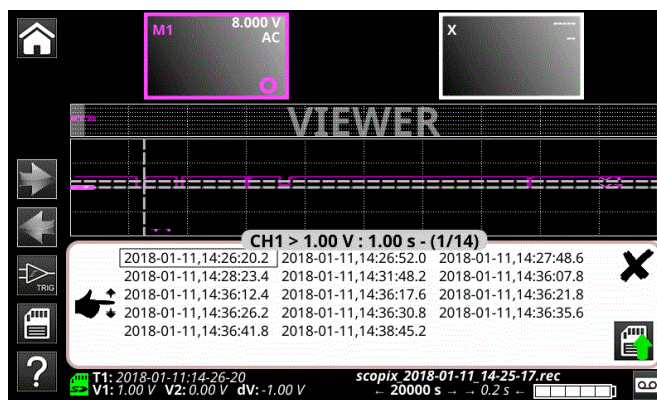 M1
8.000 V
AC
X
-----
--
VIEWER
CH1 > 1.00 V : 1.00 s - (1/14)
2018-01-11,14:26:20.2 2018-01-11,14:26:52.0 2018-01-11,14:27:48.6
2018-01-11,14:28:23.4 2018-01-11,14:31:48.2 2018-01-11,14:36:07.8
2018-01-11,14:36:12.4 2018-01-11,14:36:17.6 2018-01-11,14:36:21.8
2018-01-11,14:36:26.2 2018-01-11,14:36:30.8 2018-01-11,14:36:35.6
2018-01-11,14:36:41.8 2018-01-11,14:38:45.2
TRIG
?
T1: 2018-01-11:14-26-20 scopix_2018-01-11_14-25-17.rec
V1: 1.00 V V2: 0.00 V dV: -1.00 V ← 20000 s → → 0.2 s ←